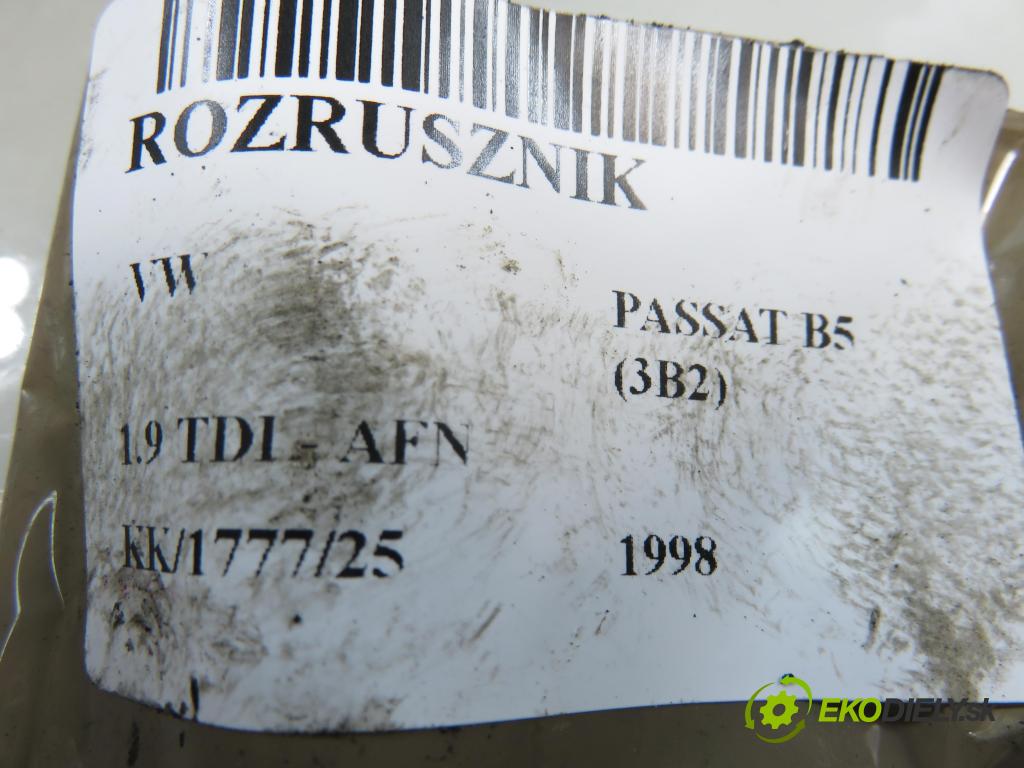 ROZRUSZNIK
VW
PASSAT B5
(3B2)
1.9 TDI - AFN
KK/1777/25
1998
EKODIELY.sk